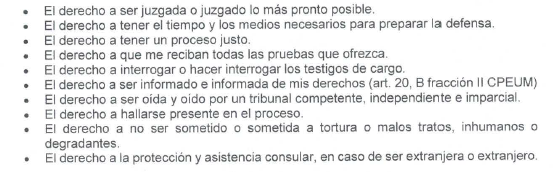 • El derecho a ser juzgada o juzgado lo más pronto posible.
• El derecho a tener el tiempo y los medios necesarios para preparar la defensa.
• El derecho a tener un proceso justo.
• El derecho a que me reciban todas las pruebas que ofrezca.
• El derecho a interrogar o hacer interrogar los testigos de cargo.
• El derecho a ser informado e informada de mis derechos (art. 20, B fracción II CPEUM)
• El derecho a ser oída y oído por un tribunal competente, independiente e imparcial.
• El derecho a hallarse presente en el proceso.
• El derecho a no ser sometido o sometida a tortura o malos tratos, inhumanos o
degradantes.
• El derecho a la protección y asistencia consular, en caso de ser extranjera o extranjero.